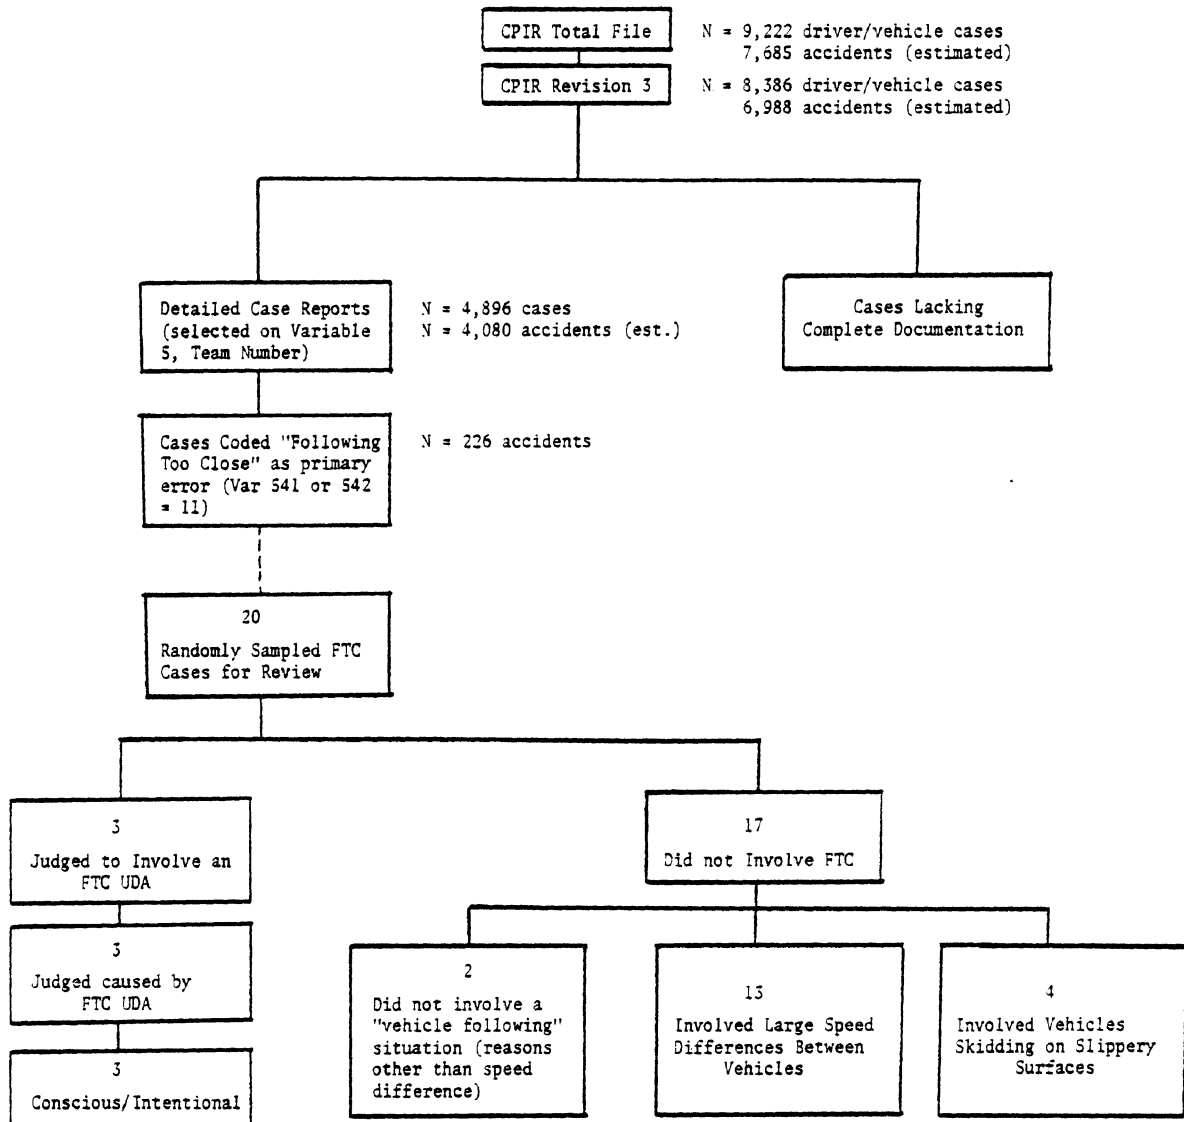 CPIR Total File
N = 9,222 driver/vehicle cases
7,685 accidents (estimated)
CPIR Revision 3
N = 8,386 driver/vehicle cases
6,988 accidents (estimated)
Detailed Case Reports
(selected on Variable
5, Team Number)
N = 4,896 cases
N = 4,080 accidents (est.)
Cases Lacking
Complete Documentation
Cases Coded "Following
Too Close" as primary
error (Var 541 or 542
= 11)
N = 226 accidents
20
Randomly Sampled FTC
Cases for Review
3
Judged to Involve an
FTC UDA
17
Did not Involve FTC
3
Judged caused by
FTC UDA
3
Conscious/Intentional
2
Did not involve a
"vehicle following"
situation (reasons
other than speed
difference)
13
Involved Large Speed
Differences Between
Vehicles
4
Involved Vehicles
Skidding on Slippery
Surfaces